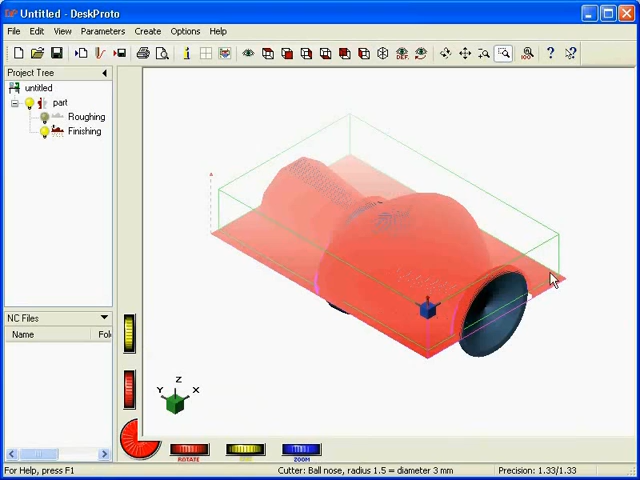 Untitled - DeskProto
File Edit View Parameters Create Options Help
Project Tree
untitled
part
Roughing
Finishing
NC Files
Name Fol
Z
Y X
ROTATE ZOOM
For Help, press F1 Cutter: Ball nose, radius 1.5 = diameter 3 mm Precision: 1.33/1.33